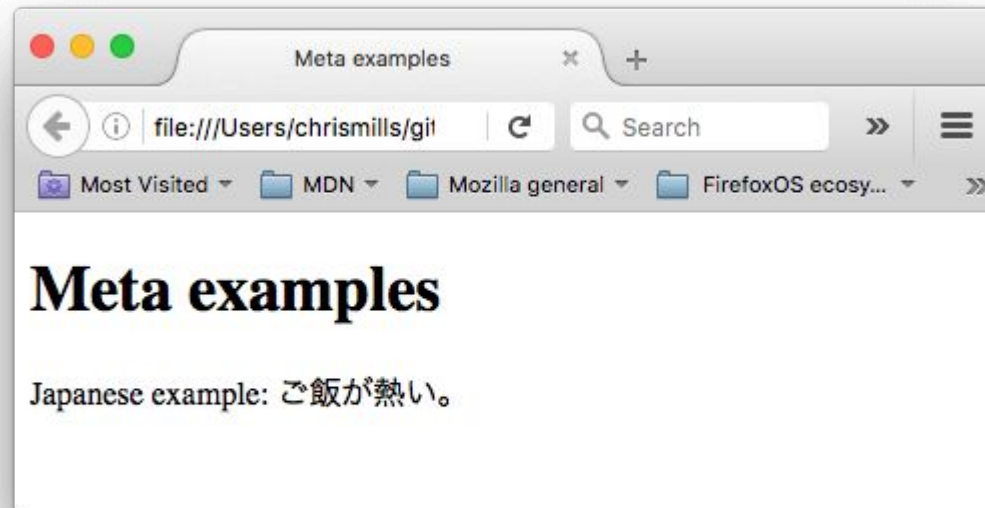 Meta examples
file:///Users/chrismills/git
Search
Most Visited MDN Mozilla general FirefoxOS ecosy...
Meta examples
Japanese example: ご飯が熱い。